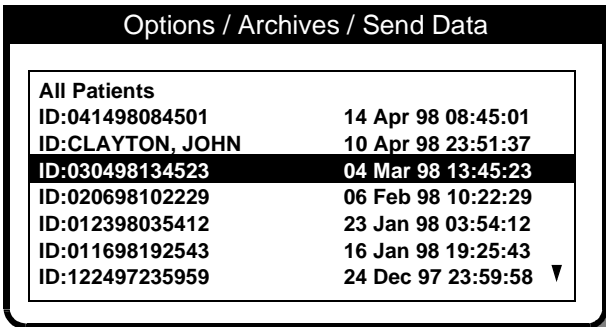 Options / Archives / Send Data
All Patients
ID:041498084501 14 Apr 98 08:45:01
ID:CLAYTON, JOHN 10 Apr 98 23:51:37
ID:030498134523 04 Mar 98 13:45:23
ID:020698102229 06 Feb 98 10:22:29
ID:012398035412 23 Jan 98 03:54:12
ID:011698192543 16 Jan 98 19:25:43
ID:122497235959 24 Dec 97 23:59:58